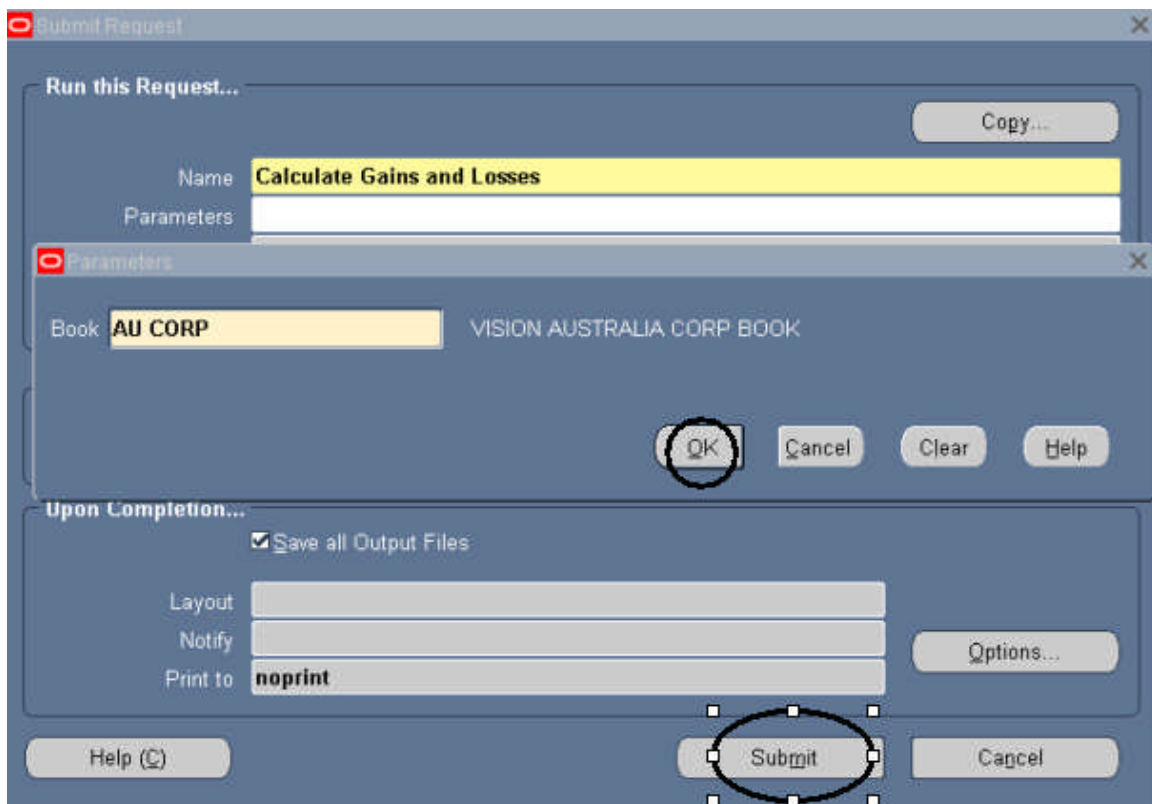 Submit Request
Run this Request...
Copy...
Name Calculate Gains and Losses
Parameters
Parameters
Book AU CORP VISION AUSTRALIA CORP BOOK
OK Cancel Clear Help
Upon Completion...
Save all Output Files
Layout
Notify
Options...
Print to noprint
Help (C) Submit Cancel